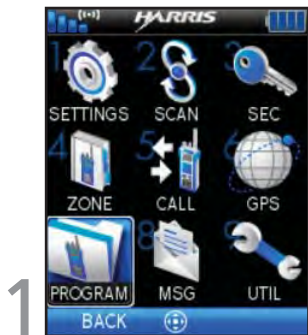 HARRIS
1 2 3
SETTINGS SCAN SEC
4 5 6
ZONE CALL GPS
8 9
PROGRAM MSG UTIL
1
BACK